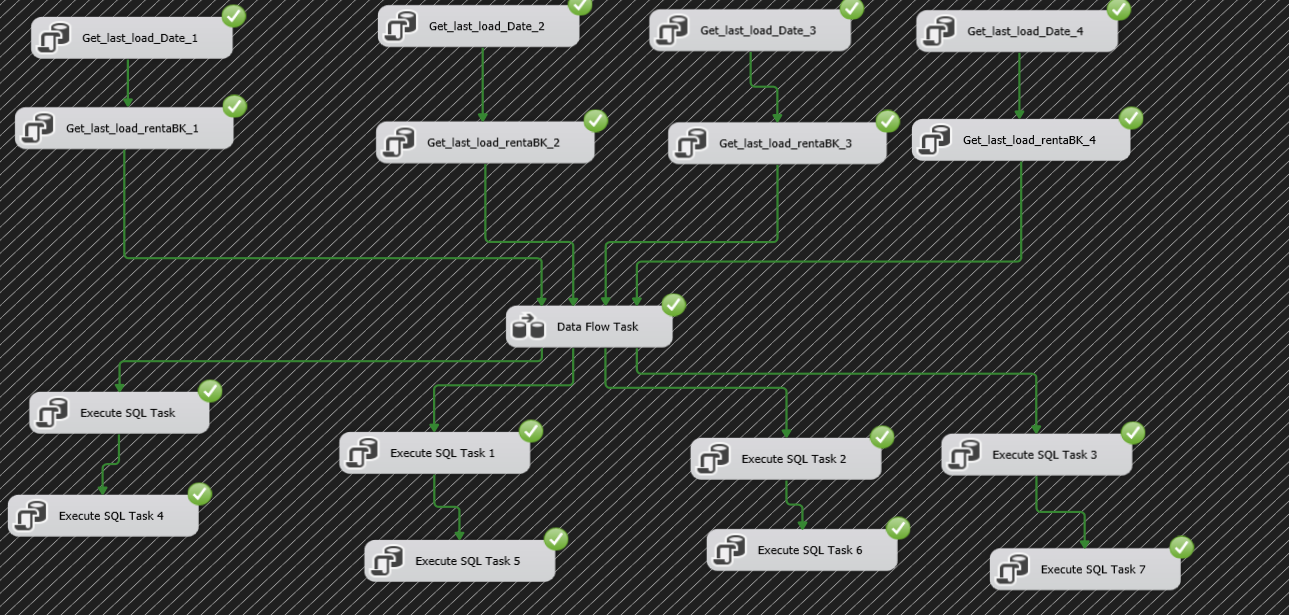 Get_last_load_Date_1
Get_last_load_Date_2
Get_last_load_Date_3
Get_last_load_Date_4
Get_last_load_rentaBK_1
Get_last_load_rentaBK_2
Get_last_load_rentaBK_3
Get_last_load_rentaBK_4
Data Flow Task
Execute SQL Task
Execute SQL Task 1
Execute SQL Task 2
Execute SQL Task 3
Execute SQL Task 4
Execute SQL Task 5
Execute SQL Task 6
Execute SQL Task 7